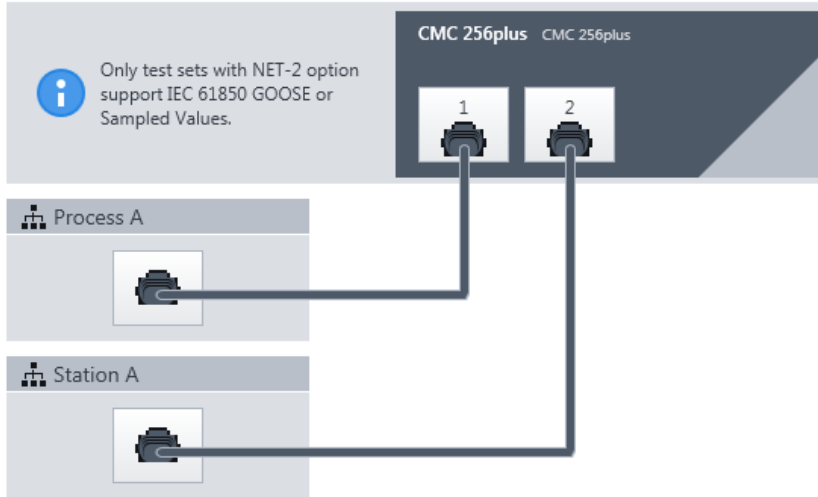 CMC 256plus CMC 256plus
Only test sets with NET-2 option
support IEC 61850 GOOSE or
Sampled Values.
1
2
Process A
Station A